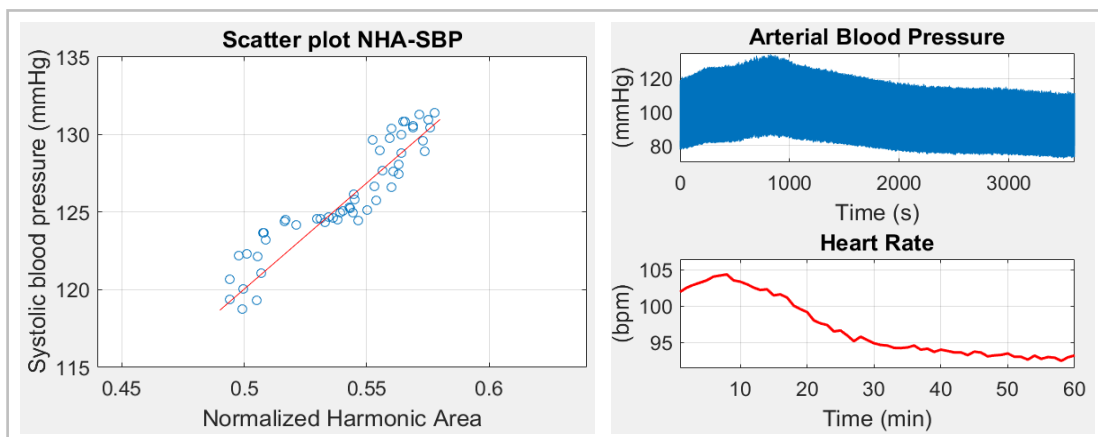 Scatter plot NHA-SBP
Systolic blood pressure (mmHg)
135
130
125
120
115
0.45 0.5 0.55 0.6
Normalized Harmonic Area
Arterial Blood Pressure
(mmHg)
120
100
80
0 1000 2000 3000
Time (s)
Heart Rate
(bpm)
105
100
95
10 20 30 40 50 60
Time (min)